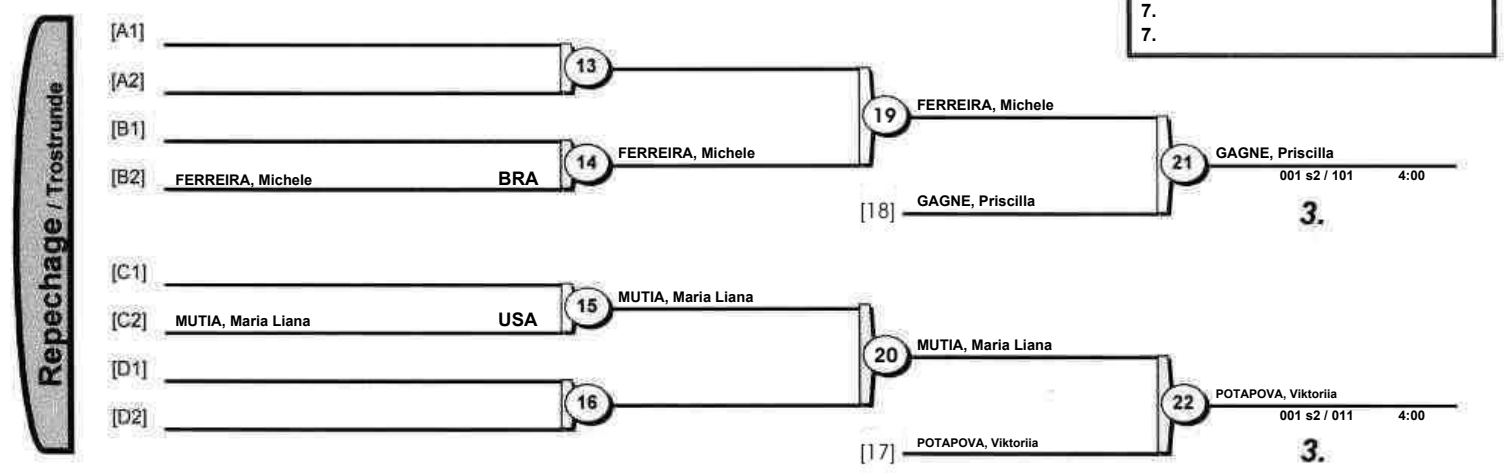 7.
7.
Repechage / Trostrunde
[A1]
13
[A2]
FERREIRA, Michele
19
[B1]
14
FERREIRA, Michele
21
GAGNE, Priscilla
[B2]
FERREIRA, Michele
BRA
001 s2 / 101
4:00
[18]
GAGNE, Priscilla
3.
[C1]
15
MUTIA, Maria Liana
[C2]
MUTIA, Maria Liana
USA
20
MUTIA, Maria Liana
[D1]
16
22
POTAPOVA, Viktoriia
[D2]
001 s2 / 011
4:00
[17]
POTAPOVA, Viktoriia
3.